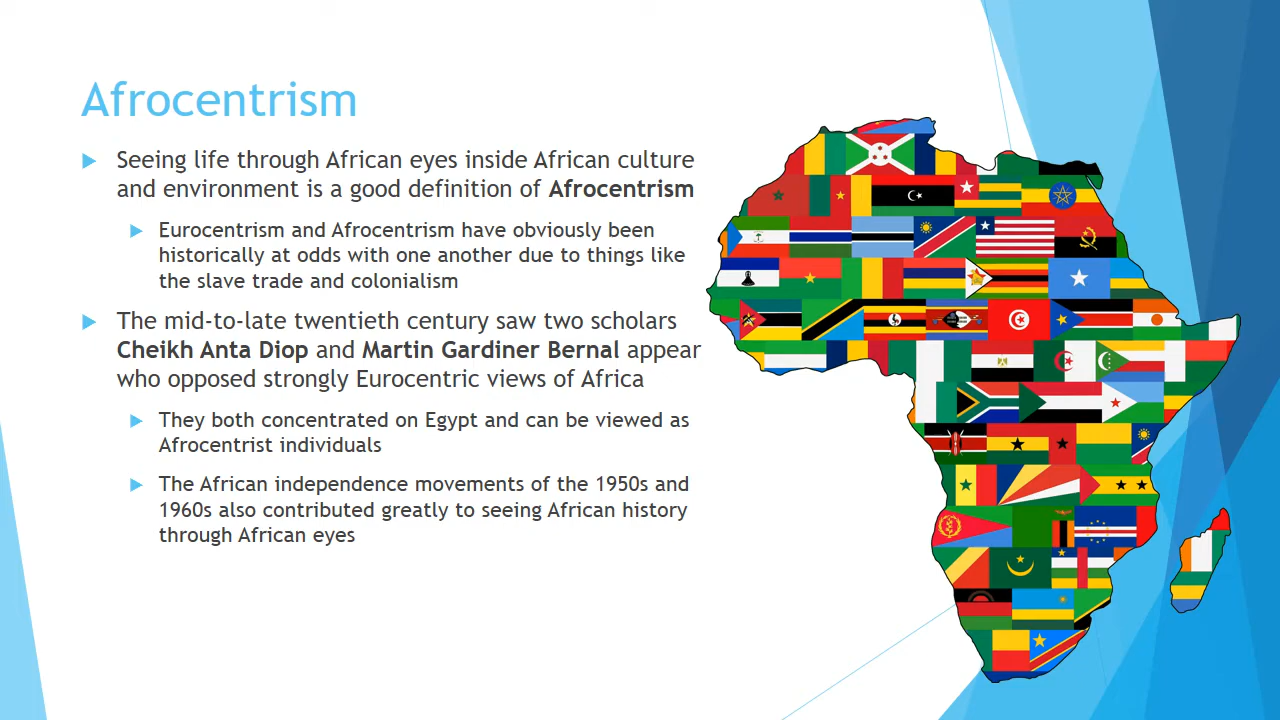 Afrocentrism
Seeing life through African eyes inside African culture
and environment is a good definition of Afrocentrism
Eurocentrism and Afrocentrism have obviously been
historically at odds with one another due to things like
the slave trade and colonialism
The mid-to-late twentieth century saw two scholars
Cheikh Anta Diop and Martin Gardiner Bernal appear
who opposed strongly Eurocentric views of Africa
They both concentrated on Egypt and can be viewed as
Afrocentrist individuals
The African independence movements of the 1950s and
1960s also contributed greatly to seeing African history
through African eyes